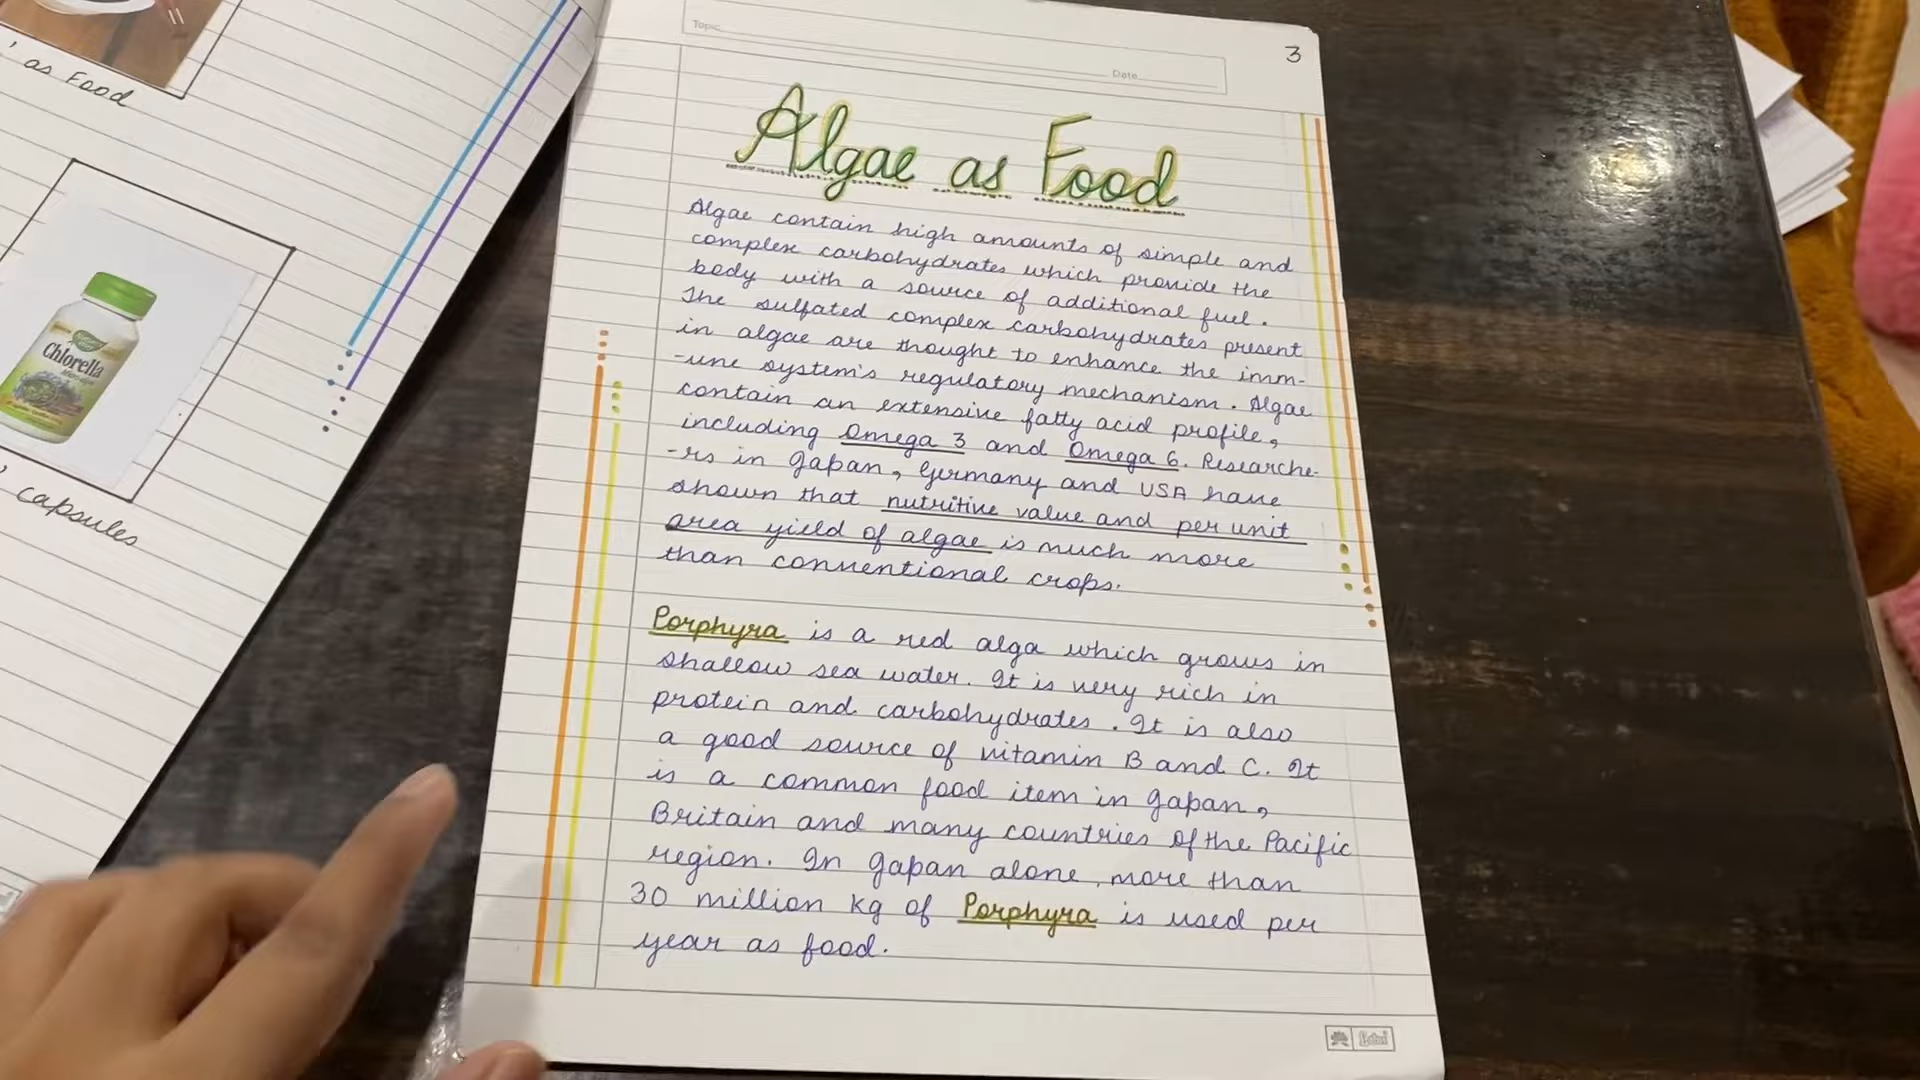 ' as Food
Chlorella
' capsules
Topic
Date
3
Algae as Food
Algae contain high amounts of simple and
complex carbohydrates which provide the
body with a source of additional fuel.
The sulfated complex carbohydrates present
in algae are thought to enhance the imm-
-une system's regulatory mechanism. Algae
contain an extensive fatty acid profile,
including Omega 3 and Omega 6. Researche-
-rs in Japan, Germany and USA have
shown that nutritive value and per unit
area yield of algae is much more
than conventional crops.
Porphyra is a red alga which grows in
shallow sea water. It is very rich in
protein and carbohydrates. It is also
a good source of vitamin B and C. It
is a common food item in Japan,
Britain and many countries of the Pacific
region. In Japan alone, more than
30 million kg of Porphyra is used per
year as food.